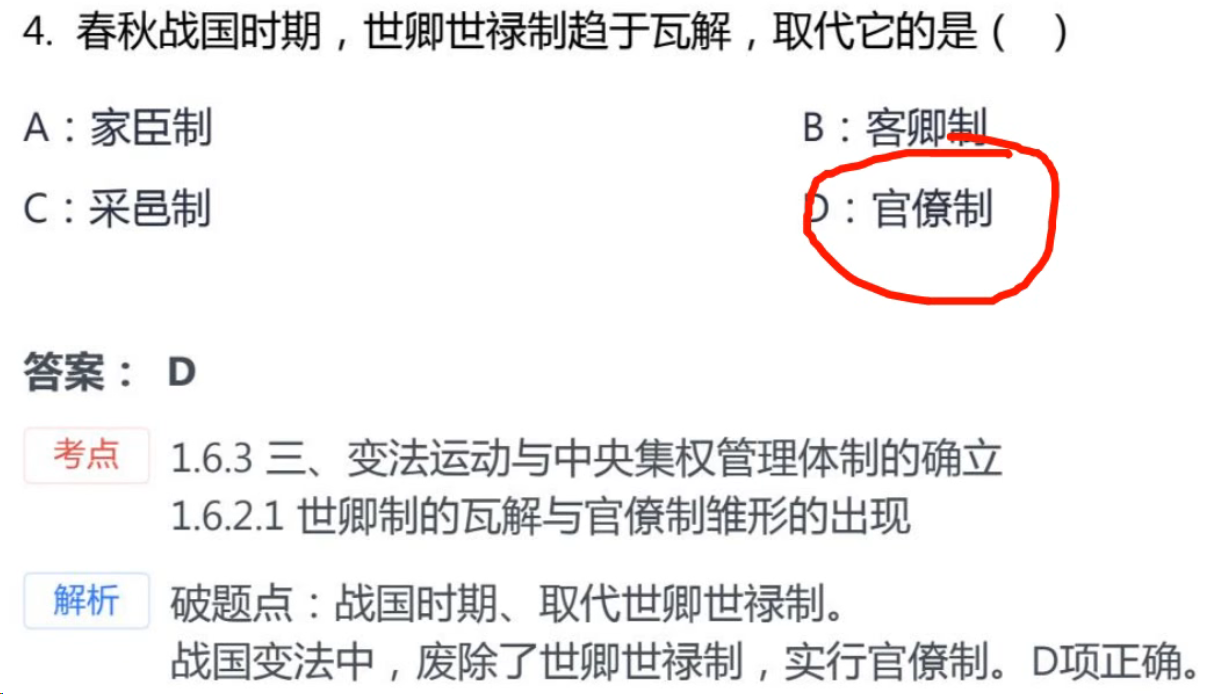 4. 春秋战国时期，世卿世禄制趋于瓦解，取代它的是（　）
A：家臣制
B：客卿制
C：采邑制
D：官僚制
答案： D
考点 1.6.3 三、变法运动与中央集权管理体制的确立
1.6.2.1 世卿制的瓦解与官僚制雏形的出现
解析 破题点：战国时期、取代世卿世禄制。
战国变法中，废除了世卿世禄制，实行官僚制。D项正确。